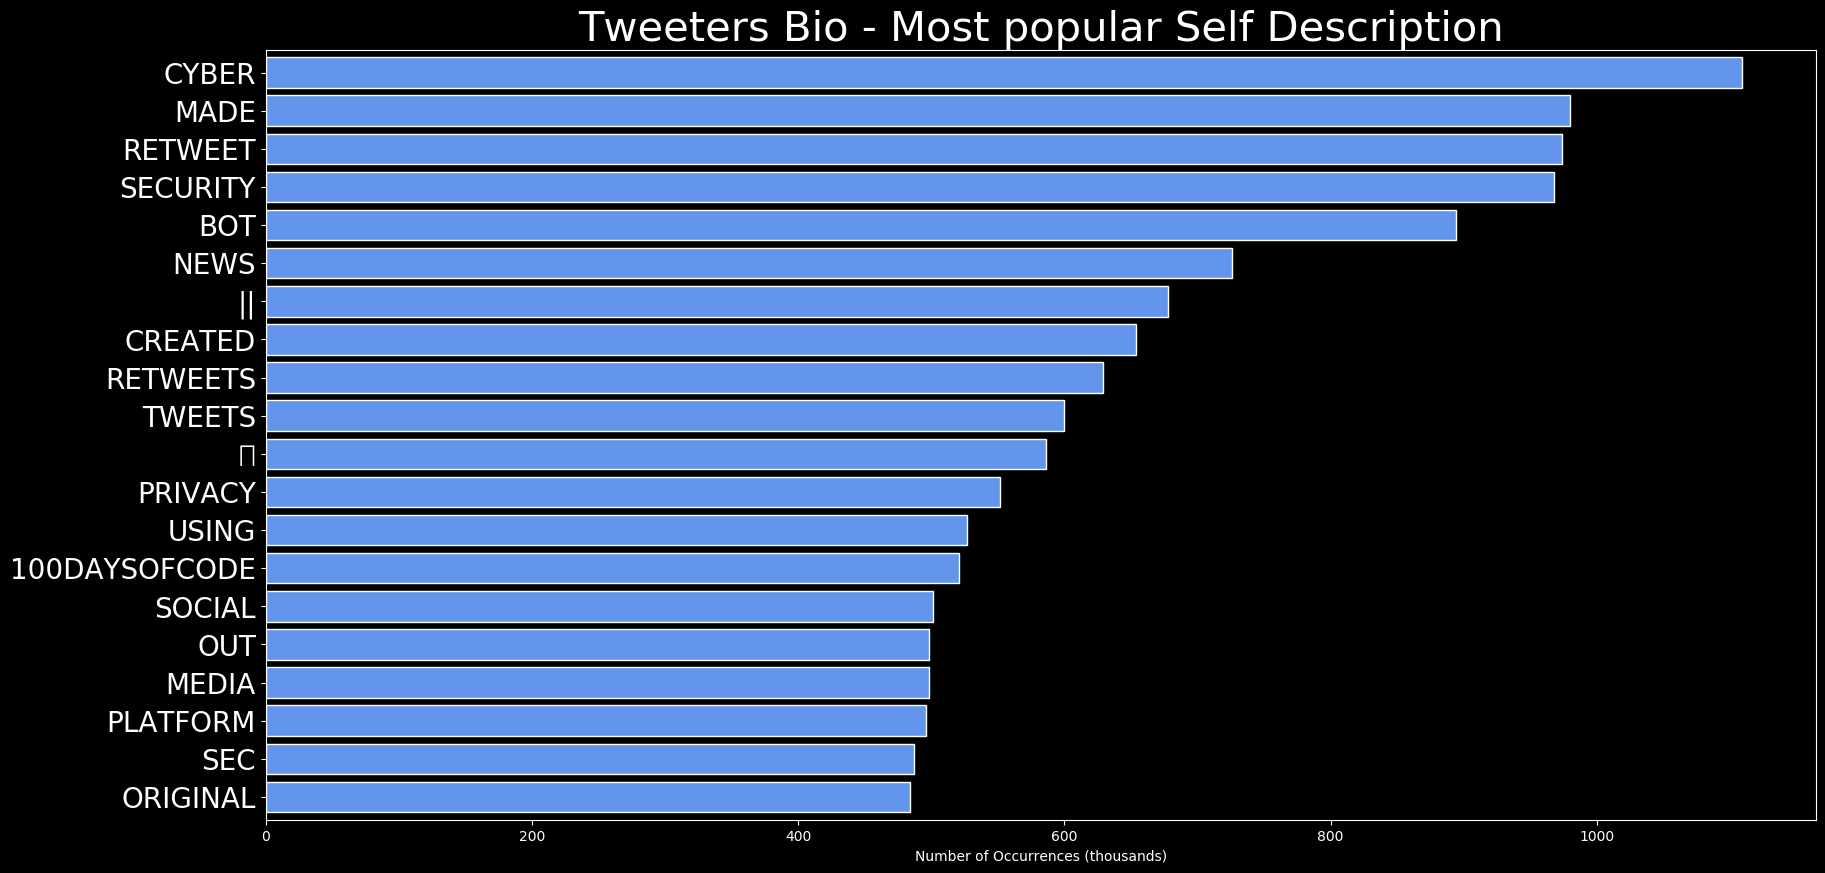 Tweeters Bio - Most popular Self Description
CYBER
MADE
RETWEET
SECURITY
BOT
NEWS
||
CREATED
RETWEETS
TWEETS
PRIVACY
USING
100DAYSOFCODE
SOCIAL
OUT
MEDIA
PLATFORM
SEC
ORIGINAL
0 200 400 600 800 1000
Number of Occurrences (thousands)